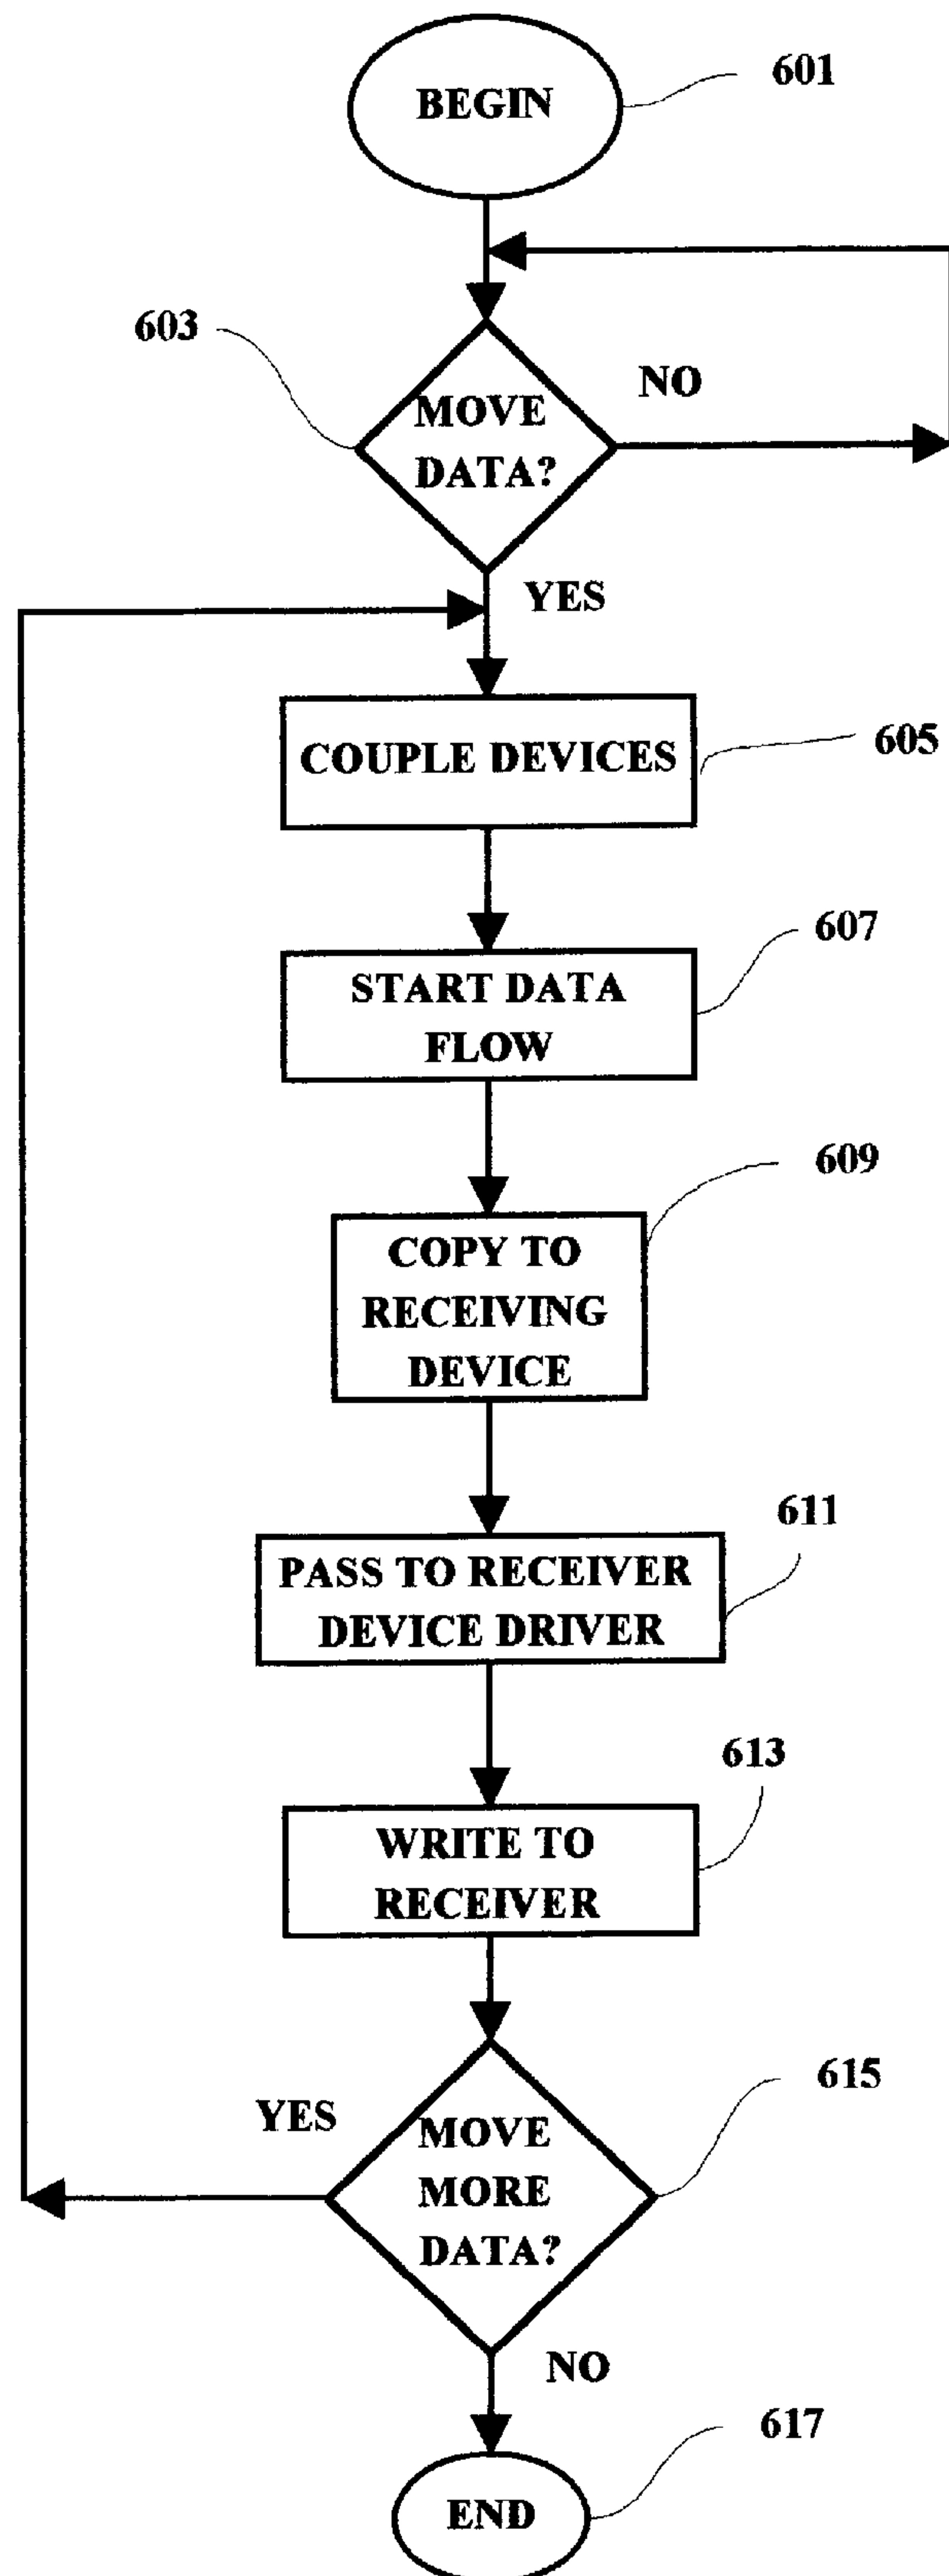 BEGIN
601
603
MOVE
DATA?
NO
YES
COUPLE DEVICES
605
START DATA
FLOW
607
COPY TO
RECEIVING
DEVICE
609
PASS TO RECEIVER
DEVICE DRIVER
611
WRITE TO
RECEIVER
613
YES
MOVE
MORE
DATA?
615
NO
END
617